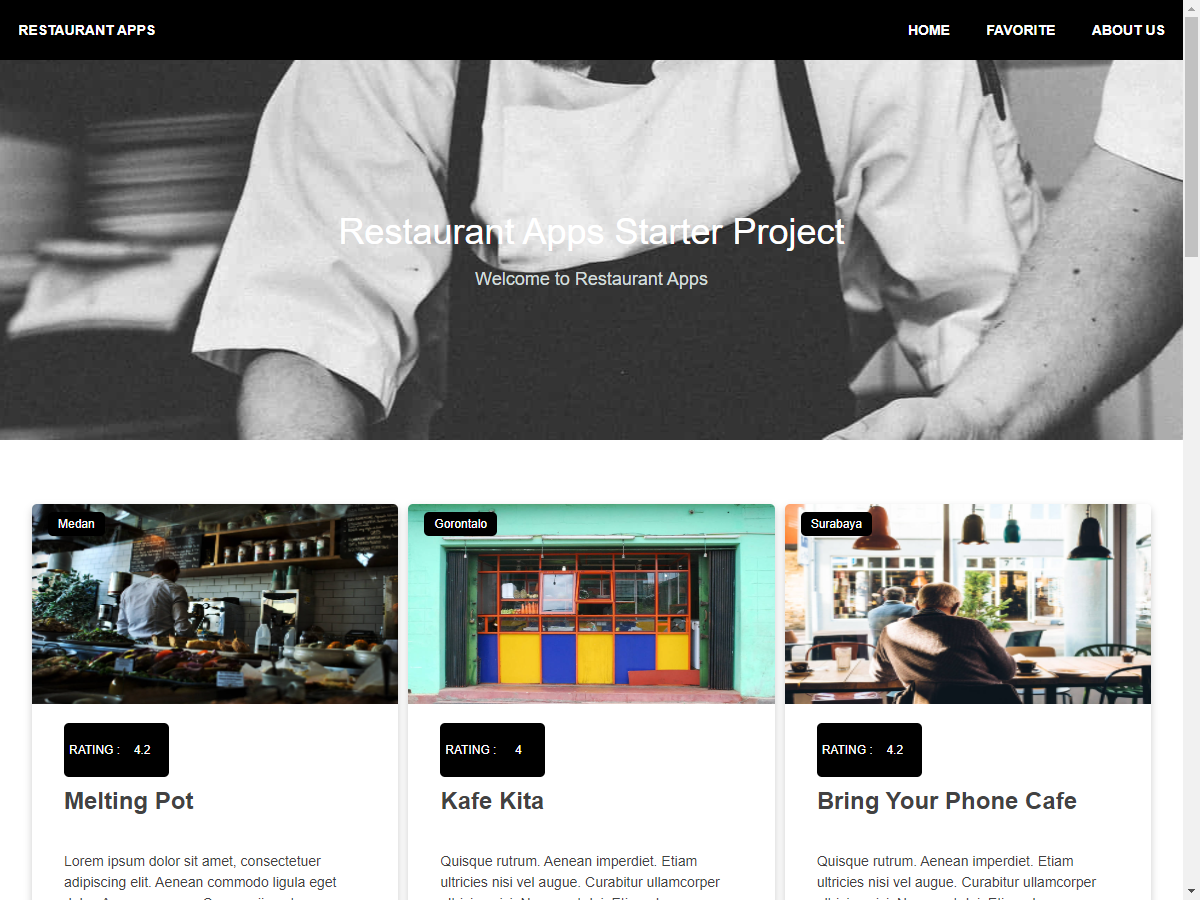 RESTAURANT APPS
HOME FAVORITE ABOUT US
Restaurant Apps Starter Project
Welcome to Restaurant Apps
Medan
Gorontalo
Surabaya
RATING : 4.2
Melting Pot
Lorem ipsum dolor sit amet, consectetuer
adipiscing elit. Aenean commodo ligula eget
RATING : 4
Kafe Kita
Quisque rutrum. Aenean imperdiet. Etiam
ultricies nisi vel augue. Curabitur ullamcorper
RATING : 4.2
Bring Your Phone Cafe
Quisque rutrum. Aenean imperdiet. Etiam
ultricies nisi vel augue. Curabitur ullamcorper